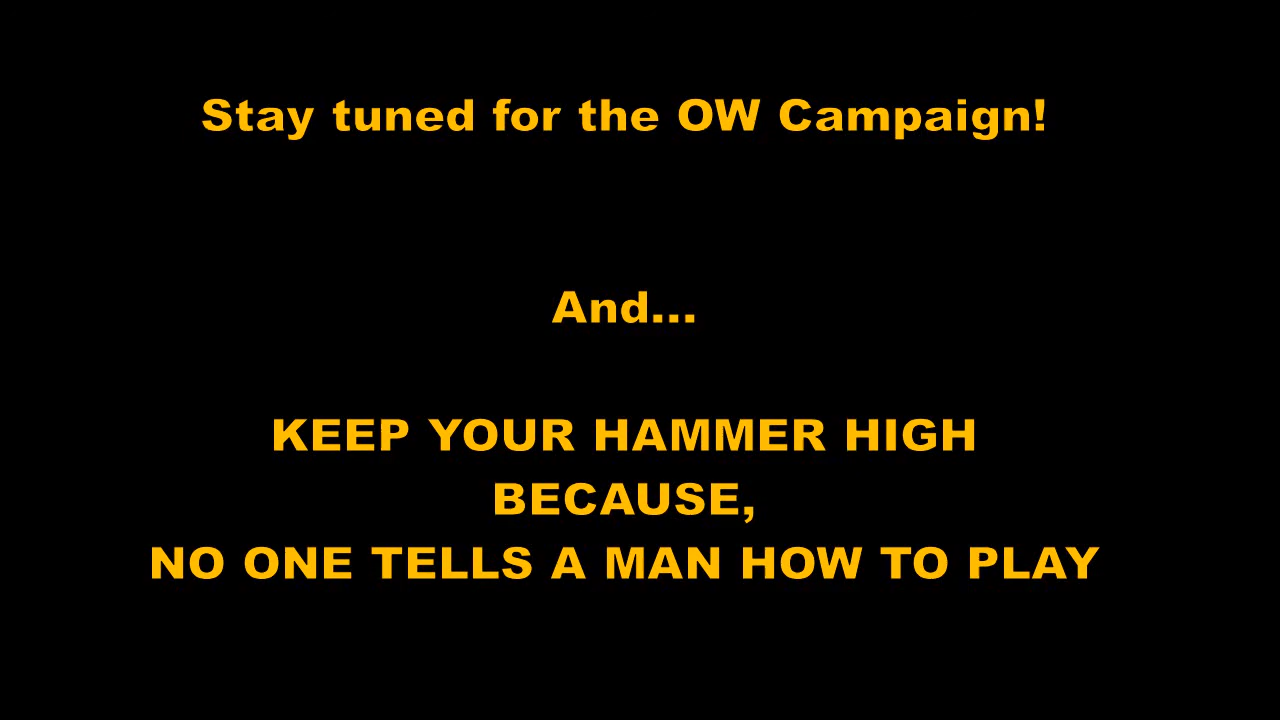 Stay tuned for the OW Campaign!
And...
KEEP YOUR HAMMER HIGH
BECAUSE,
NO ONE TELLS A MAN HOW TO PLAY